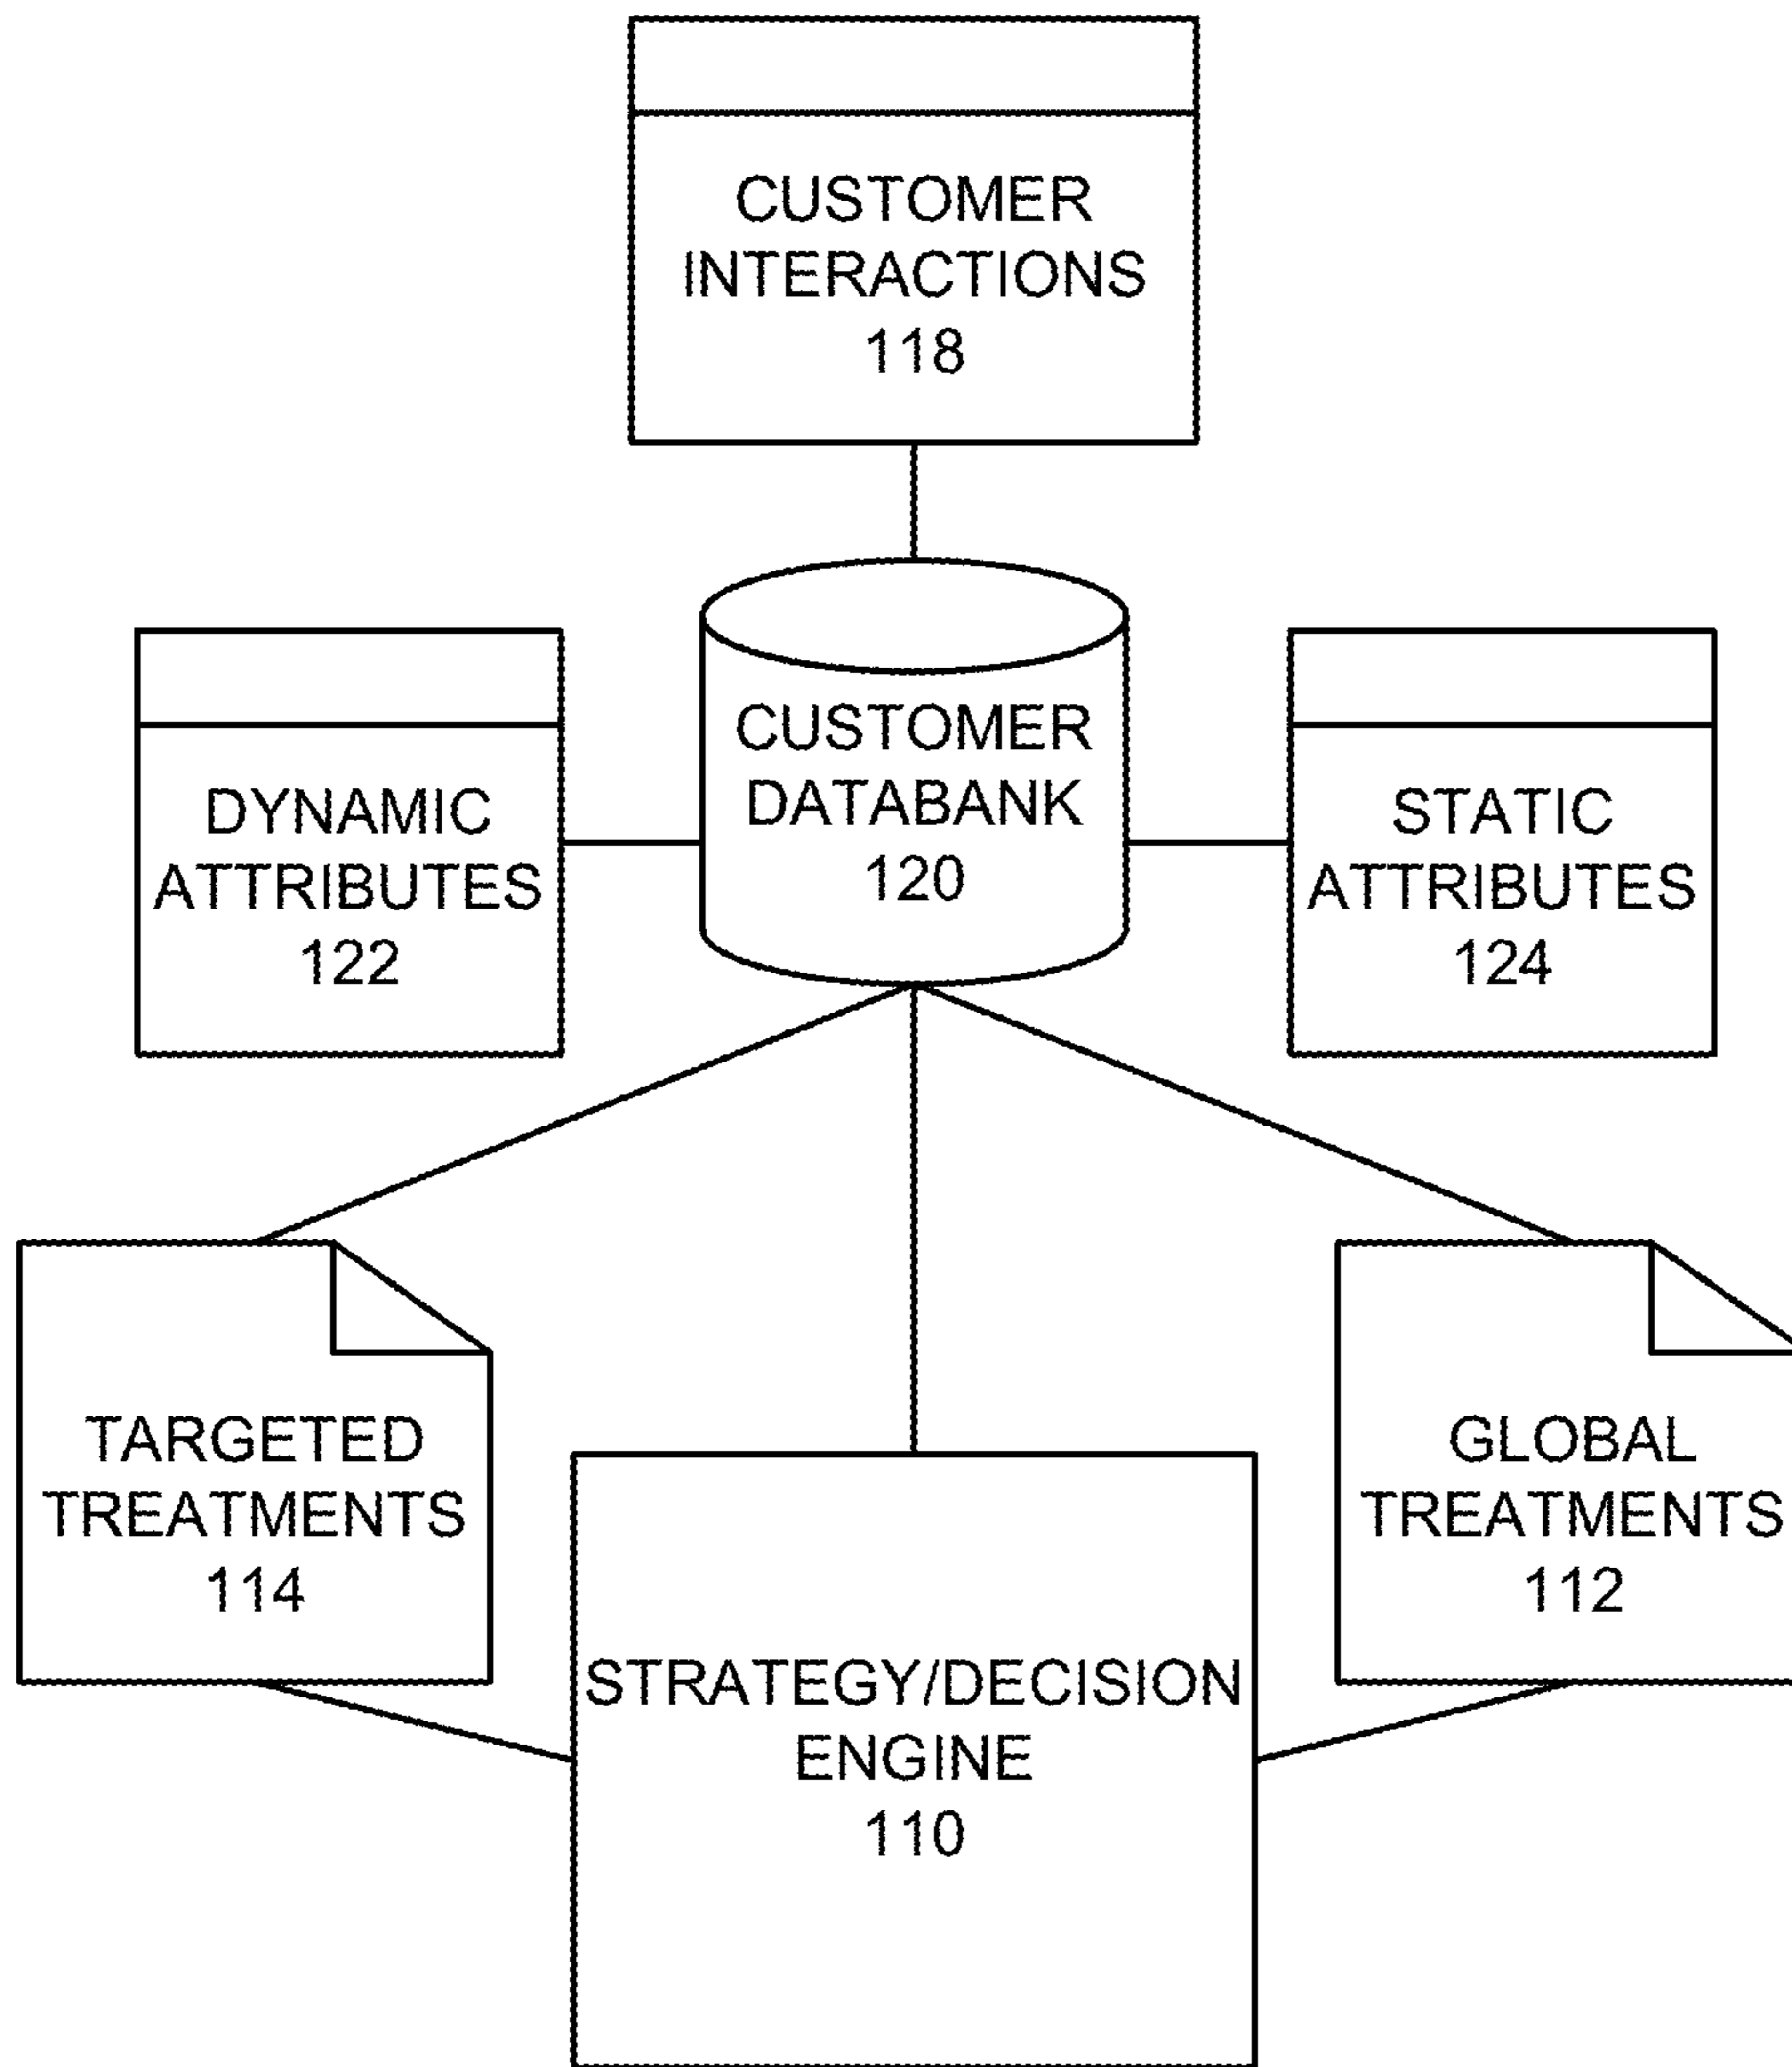 CUSTOMER
INTERACTIONS
118
CUSTOMER
DATABANK
120
DYNAMIC
ATTRIBUTES
122
STATIC
ATTRIBUTES
124
TARGETED
TREATMENTS
114
GLOBAL
TREATMENTS
112
STRATEGY/DECISION
ENGINE
110